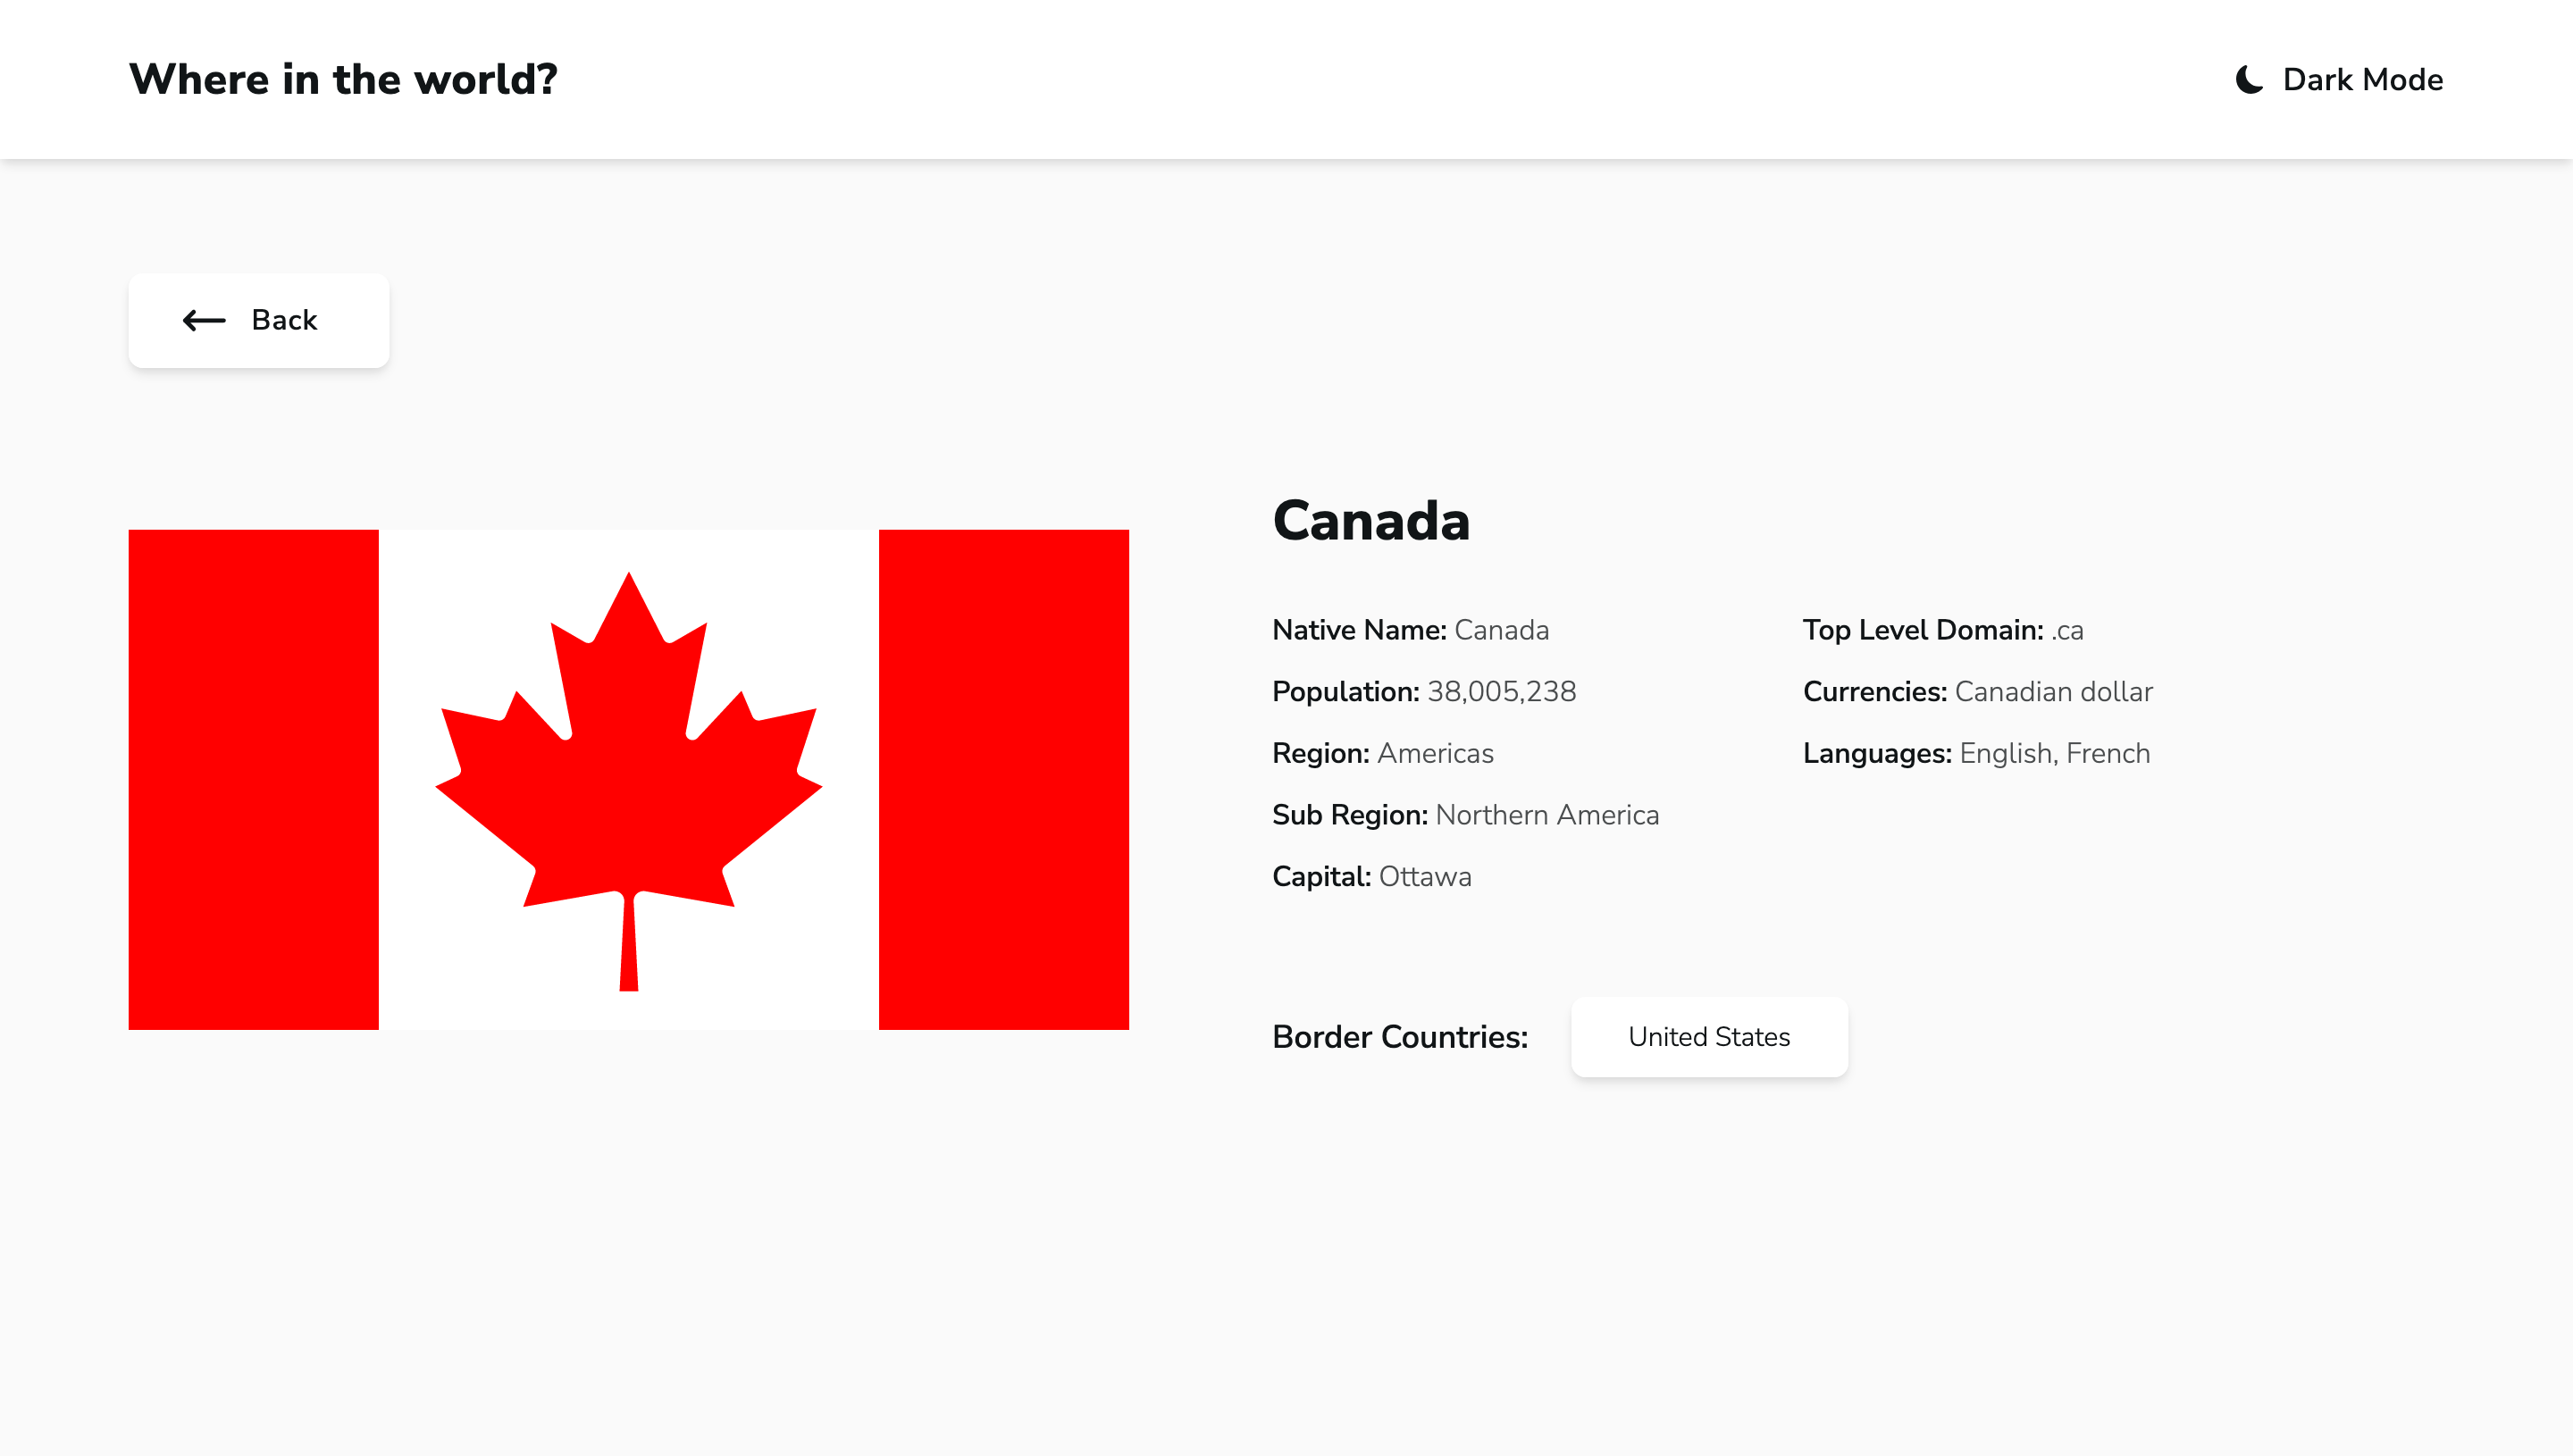 Where in the world?
Dark Mode
Back
Canada
Native Name: Canada
Population: 38,005,238
Region: Americas
Sub Region: Northern America
Capital: Ottawa
Top Level Domain: .ca
Currencies: Canadian dollar
Languages: English, French
Border Countries:
United States